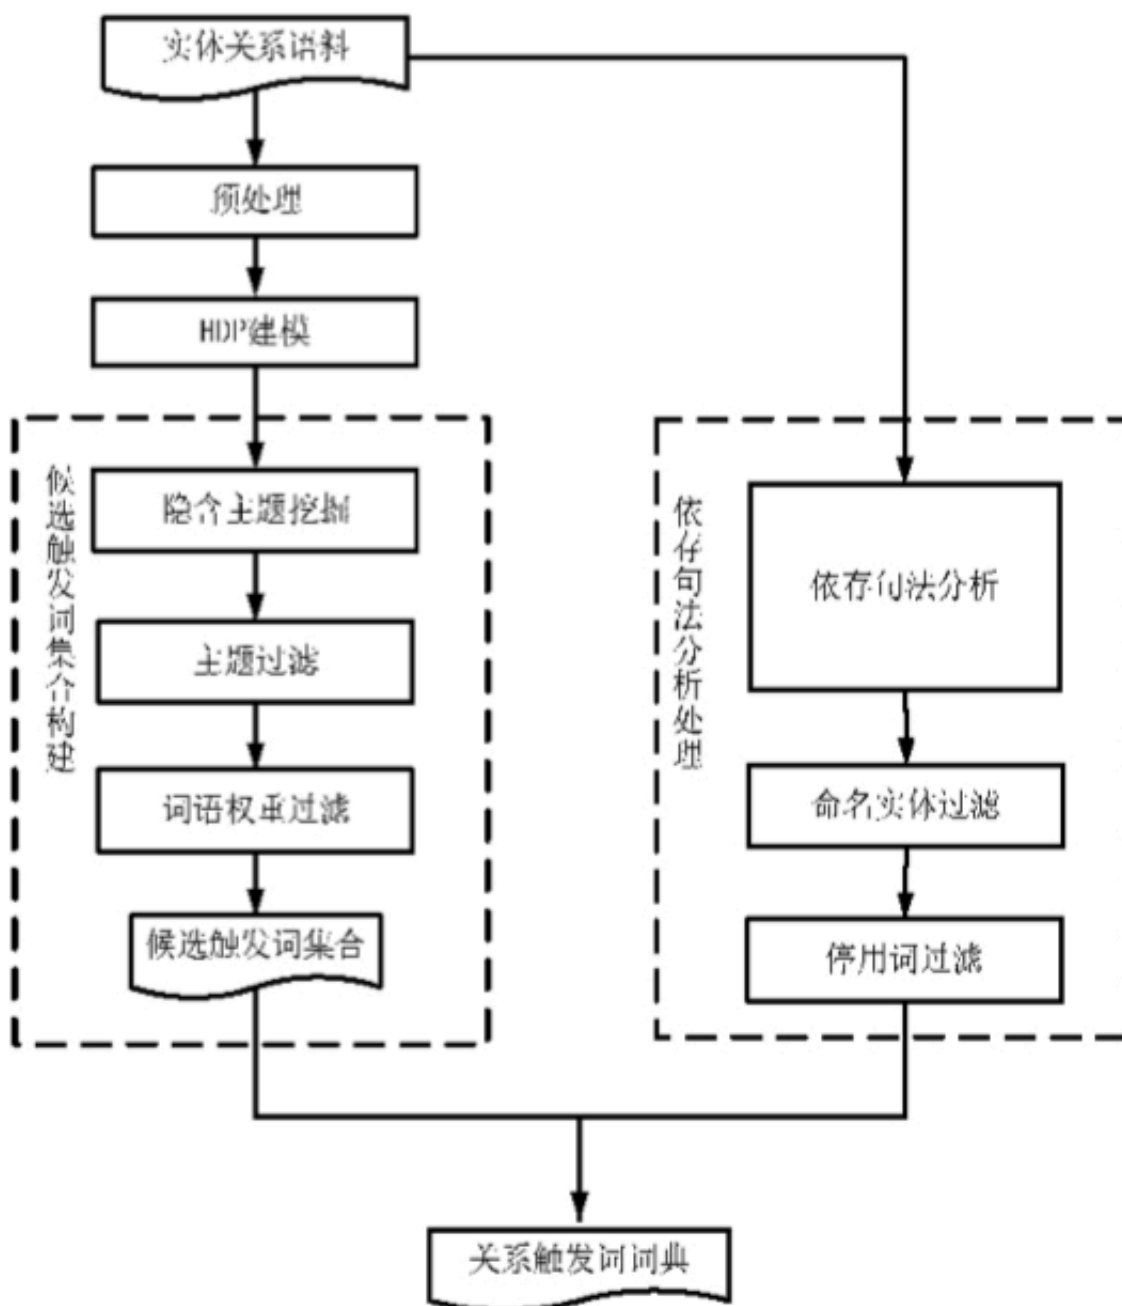 实体关系语料
预处理
HDP建模
候选触发词集合构建
隐含主题挖掘
主题过滤
词语权重过滤
候选触发词集合
依存句法分析处理
依存句法分析
命名实体过滤
停用词过滤
关系触发词词典